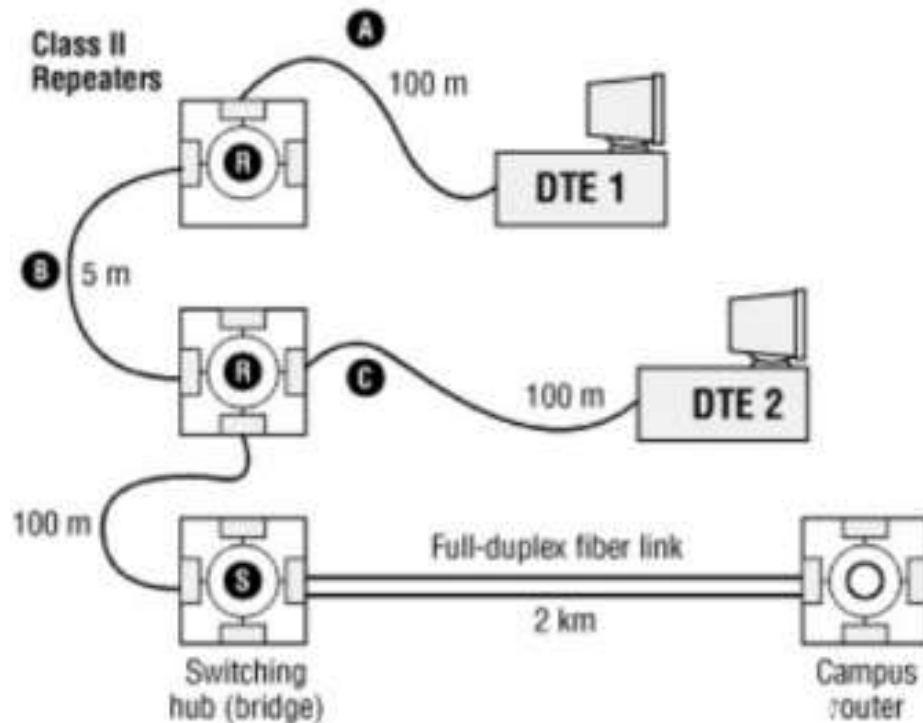 Class II
Repeaters
A
100 m
R
DTE 1
B
5 m
R
C
100 m
DTE 2
100 m
S
Full-duplex fiber link
2 km
Switching
hub (bridge)
Campus
router